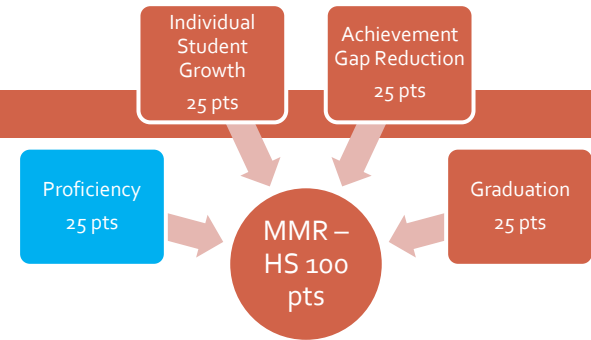 Individual
Student
Growth
25 pts
Achievement
Gap Reduction
25 pts
Proficiency
25 pts
Graduation
25 pts
MMR –
HS 100
pts